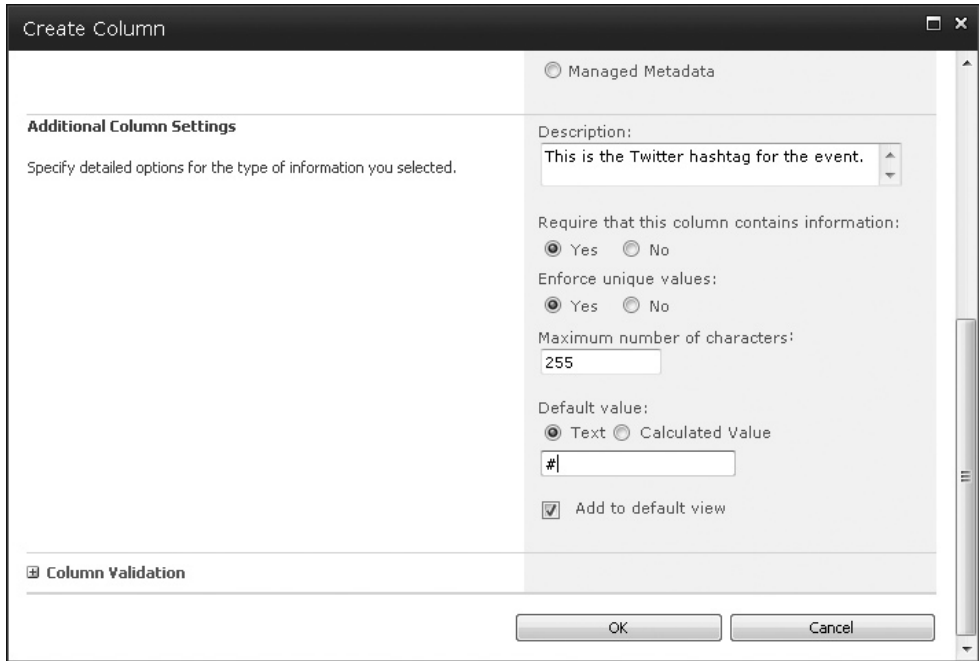 Create Column
Managed Metadata
Additional Column Settings
Specify detailed options for the type of information you selected.
Description:
This is the Twitter hashtag for the event.
Require that this column contains information:
Yes No
Enforce unique values:
Yes No
Maximum number of characters:
255
Default value:
Text Calculated Value
#
Add to default view
Column Validation
OK Cancel